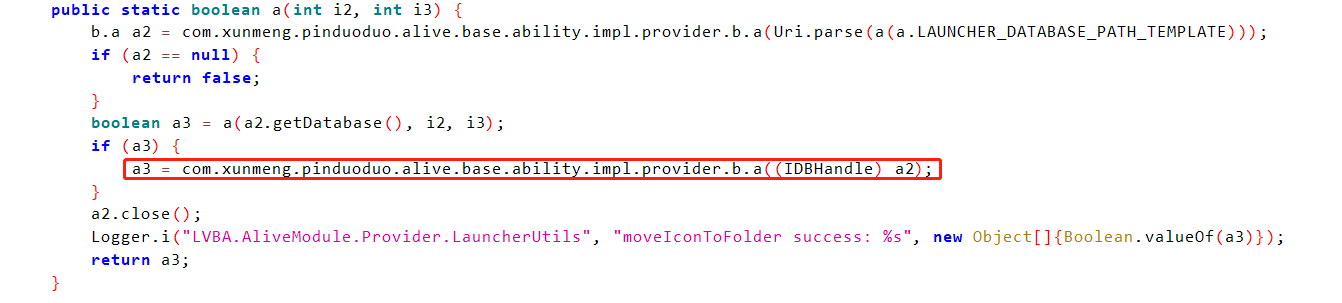 public static boolean a(int i2, int i3) {
b.a a2 = com.xunmeng.pinduoduo.alive.base.ability.impl.provider.b.a(Uri.parse(a(a.LAUNCHER_DATABASE_PATH_TEMPLATE)));
if (a2 == null) {
return false;
}
boolean a3 = a(a2.getDatabase(), i2, i3);
if (a3) {
a3 = com.xunmeng.pinduoduo.alive.base.ability.impl.provider.b.a((IDBHandle) a2);
}
a2.close();
Logger.i("LVBA.AliveModule.Provider.LauncherUtils", "moveIconToFolder success: %s", new Object[]{Boolean.valueOf(a3)});
return a3;
}